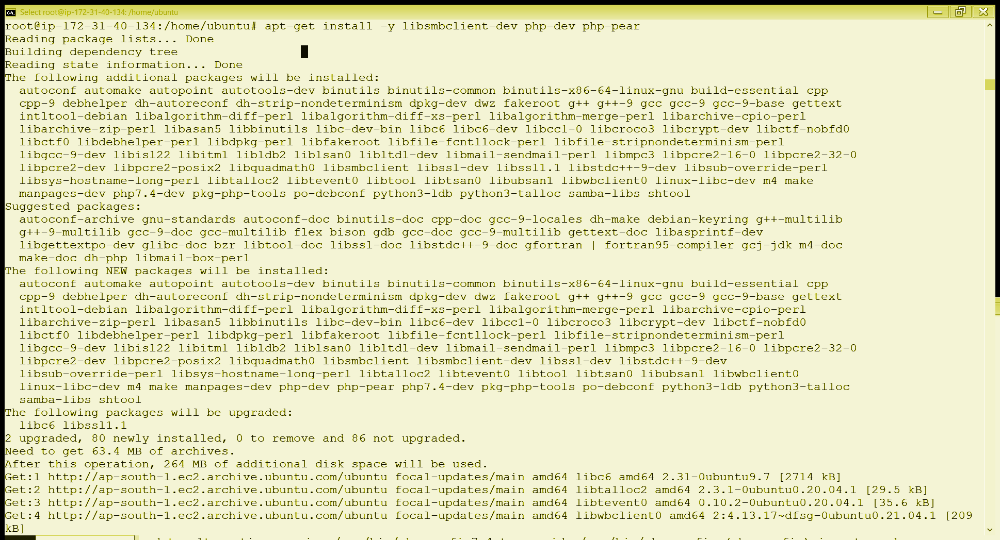 Select root@ip-172-31-40-134: /home/ubuntu
root@ip-172-31-40-134:/home/ubuntu# apt-get install -y libsmbclient-dev php-dev php-pear
Reading package lists... Done
Building dependency tree
Reading state information... Done
The following additional packages will be installed:
  autoconf automake autopoint autotools-dev binutils binutils-common binutils-x86-64-linux-gnu build-essential cpp
  cpp-9 debhelper dh-autoreconf dh-strip-nondeterminism dpkg-dev dwz fakeroot g++ g++-9 gcc gcc-9 gcc-9-base gettext
  intltool-debian libalgorithm-diff-perl libalgorithm-diff-xs-perl libalgorithm-merge-perl libarchive-cpio-perl
  libarchive-zip-perl libasan5 libbinutils libc-dev-bin libc6 libc6-dev libcc1-0 libcroco3 libcrypt-dev libctf-nobfd0
  libctf0 libdebhelper-perl libdpkg-perl libfakeroot libfile-fcntllock-perl libfile-stripnondeterminism-perl
  libgcc-9-dev libisl22 libitm1 libldb2 liblsan0 libltdl-dev libmail-sendmail-perl libmpc3 libpcre2-16-0 libpcre2-32-0
  libpcre2-dev libpcre2-posix2 libquadmath0 libsmbclient libssl-dev libssl1.1 libstdc++-9-dev libsub-override-perl
  libsys-hostname-long-perl libtalloc2 libtevent0 libtool libtsan0 libubsan1 libwbclient0 linux-libc-dev m4 make
  manpages-dev php7.4-dev pkg-php-tools po-debconf python3-ldb python3-talloc samba-libs shtool
Suggested packages:
  autoconf-archive gnu-standards autoconf-doc binutils-doc cpp-doc gcc-9-locales dh-make debian-keyring g++-multilib
  g++-9-multilib gcc-9-doc gcc-multilib flex bison gdb gcc-doc gcc-9-multilib gettext-doc libasprintf-dev
  libgettextpo-dev glibc-doc bzr libtool-doc libssl-doc libstdc++-9-doc gfortran | fortran95-compiler gcj-jdk m4-doc
  make-doc dh-php libmail-box-perl
The following NEW packages will be installed:
  autoconf automake autopoint autotools-dev binutils binutils-common binutils-x86-64-linux-gnu build-essential cpp
  cpp-9 debhelper dh-autoreconf dh-strip-nondeterminism dpkg-dev dwz fakeroot g++ g++-9 gcc gcc-9 gcc-9-base gettext
  intltool-debian libalgorithm-diff-perl libalgorithm-diff-xs-perl libalgorithm-merge-perl libarchive-cpio-perl
  libarchive-zip-perl libasan5 libbinutils libc-dev-bin libc6-dev libcc1-0 libcroco3 libcrypt-dev libctf-nobfd0
  libctf0 libdebhelper-perl libdpkg-perl libfakeroot libfile-fcntllock-perl libfile-stripnondeterminism-perl
  libgcc-9-dev libisl22 libitm1 libldb2 liblsan0 libltdl-dev libmail-sendmail-perl libmpc3 libpcre2-16-0 libpcre2-32-0
  libpcre2-dev libpcre2-posix2 libquadmath0 libsmbclient libsmbclient-dev libssl-dev libstdc++-9-dev
  libsub-override-perl libsys-hostname-long-perl libtalloc2 libtevent0 libtool libtsan0 libubsan1 libwbclient0
  linux-libc-dev m4 make manpages-dev php-dev php-pear php7.4-dev pkg-php-tools po-debconf python3-ldb python3-talloc
  samba-libs shtool
The following packages will be upgraded:
  libc6 libssl1.1
2 upgraded, 80 newly installed, 0 to remove and 86 not upgraded.
Need to get 63.4 MB of archives.
After this operation, 264 MB of additional disk space will be used.
Get:1 http://ap-south-1.ec2.archive.ubuntu.com/ubuntu focal-updates/main amd64 libc6 amd64 2.31-0ubuntu9.7 [2714 kB]
Get:2 http://ap-south-1.ec2.archive.ubuntu.com/ubuntu focal-updates/main amd64 libtalloc2 amd64 2.3.1-0ubuntu0.20.04.1 [29.5 kB]
Get:3 http://ap-south-1.ec2.archive.ubuntu.com/ubuntu focal-updates/main amd64 libtevent0 amd64 0.10.2-0ubuntu0.20.04.1 [35.6 kB]
Get:4 http://ap-south-1.ec2.archive.ubuntu.com/ubuntu focal-updates/main amd64 libwbclient0 amd64 2:4.13.17~dfsg-0ubuntu0.21.04.1 [209
kB]